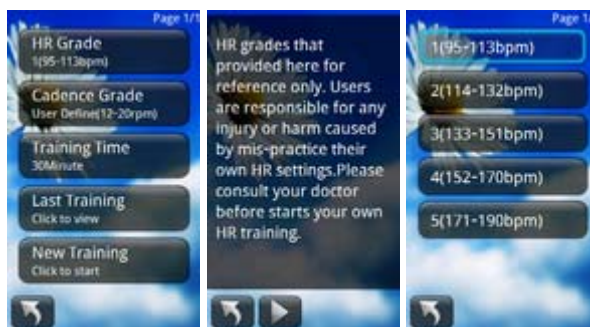 Page 1/1
HR Grade
1(95-113bpm)
Cadence Grade
User Define(12-20rpm)
Training Time
30Minute
Last Training
Click to view
New Training
Click to start
HR grades that
provided here for
reference only. Users
are responsible for any
injury or harm caused
by mis-practice their
own HR settings.Please
consult your doctor
before starts your own
HR training.
Page 1/
1(95-113bpm)
2(114-132bpm)
3(133-151bpm)
4(152-170bpm)
5(171-190bpm)